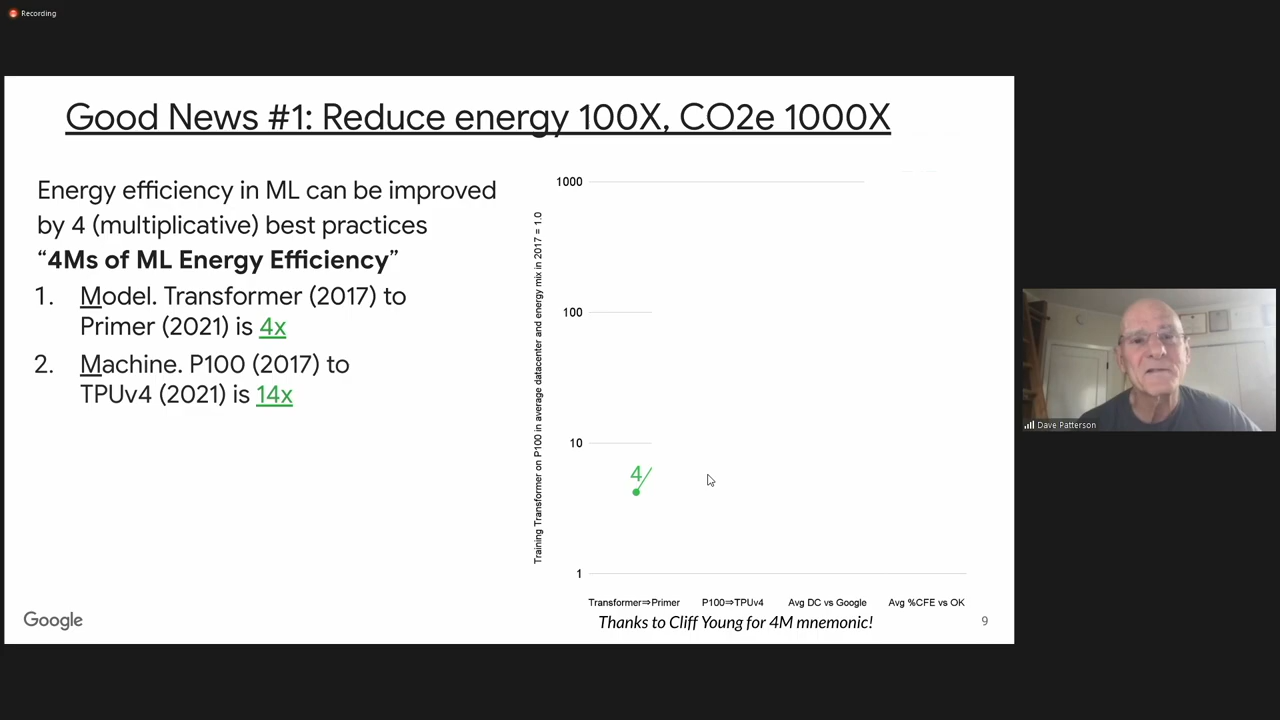 Recording
Good News #1: Reduce energy 100X, CO2e 1000X
Energy efficiency in ML can be improved
by 4 (multiplicative) best practices
“4Ms of ML Energy Efficiency”
1. Model. Transformer (2017) to
Primer (2021) is 4x
2. Machine. P100 (2017) to
TPUv4 (2021) is 14x
Training Transformer on P100 in average datacenter and energy mix in 2017 = 1.0
1000
100
10
4
1
Transformer⇒Primer P100⇒TPUv4 Avg DC vs Google Avg %CFE vs OK
Thanks to Cliff Young for 4M mnemonic!
Google
9
Dave Patterson